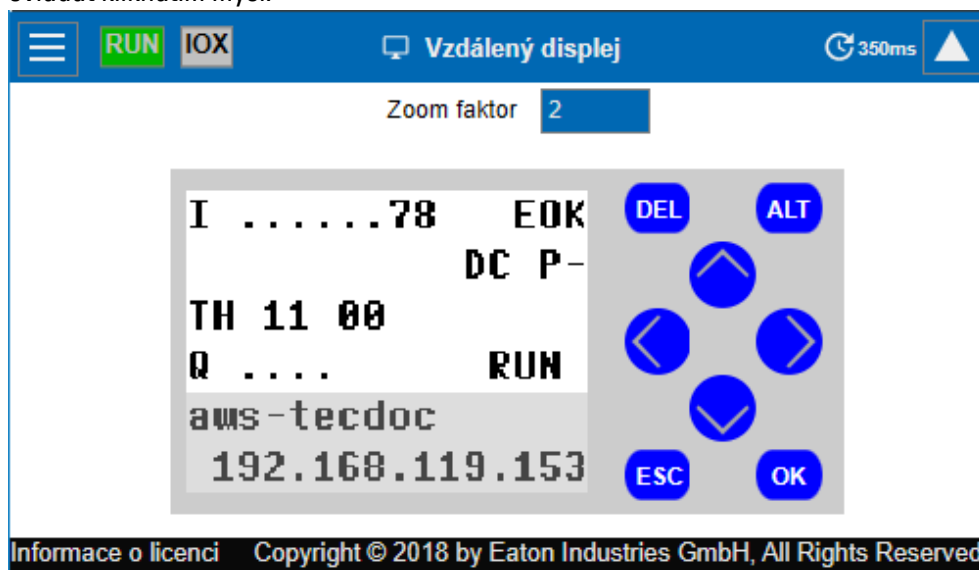 RUN IOX Vzdálený displej 350ms
Zoom faktor 2
I ......78 EOK
DC P-
TH 11 00
Q .... RUN
aws-tecdoc
192.168.119.153
DEL ALT
ESC OK
Informace o licenci Copyright © 2018 by Eaton Industries GmbH, All Rights Reserved